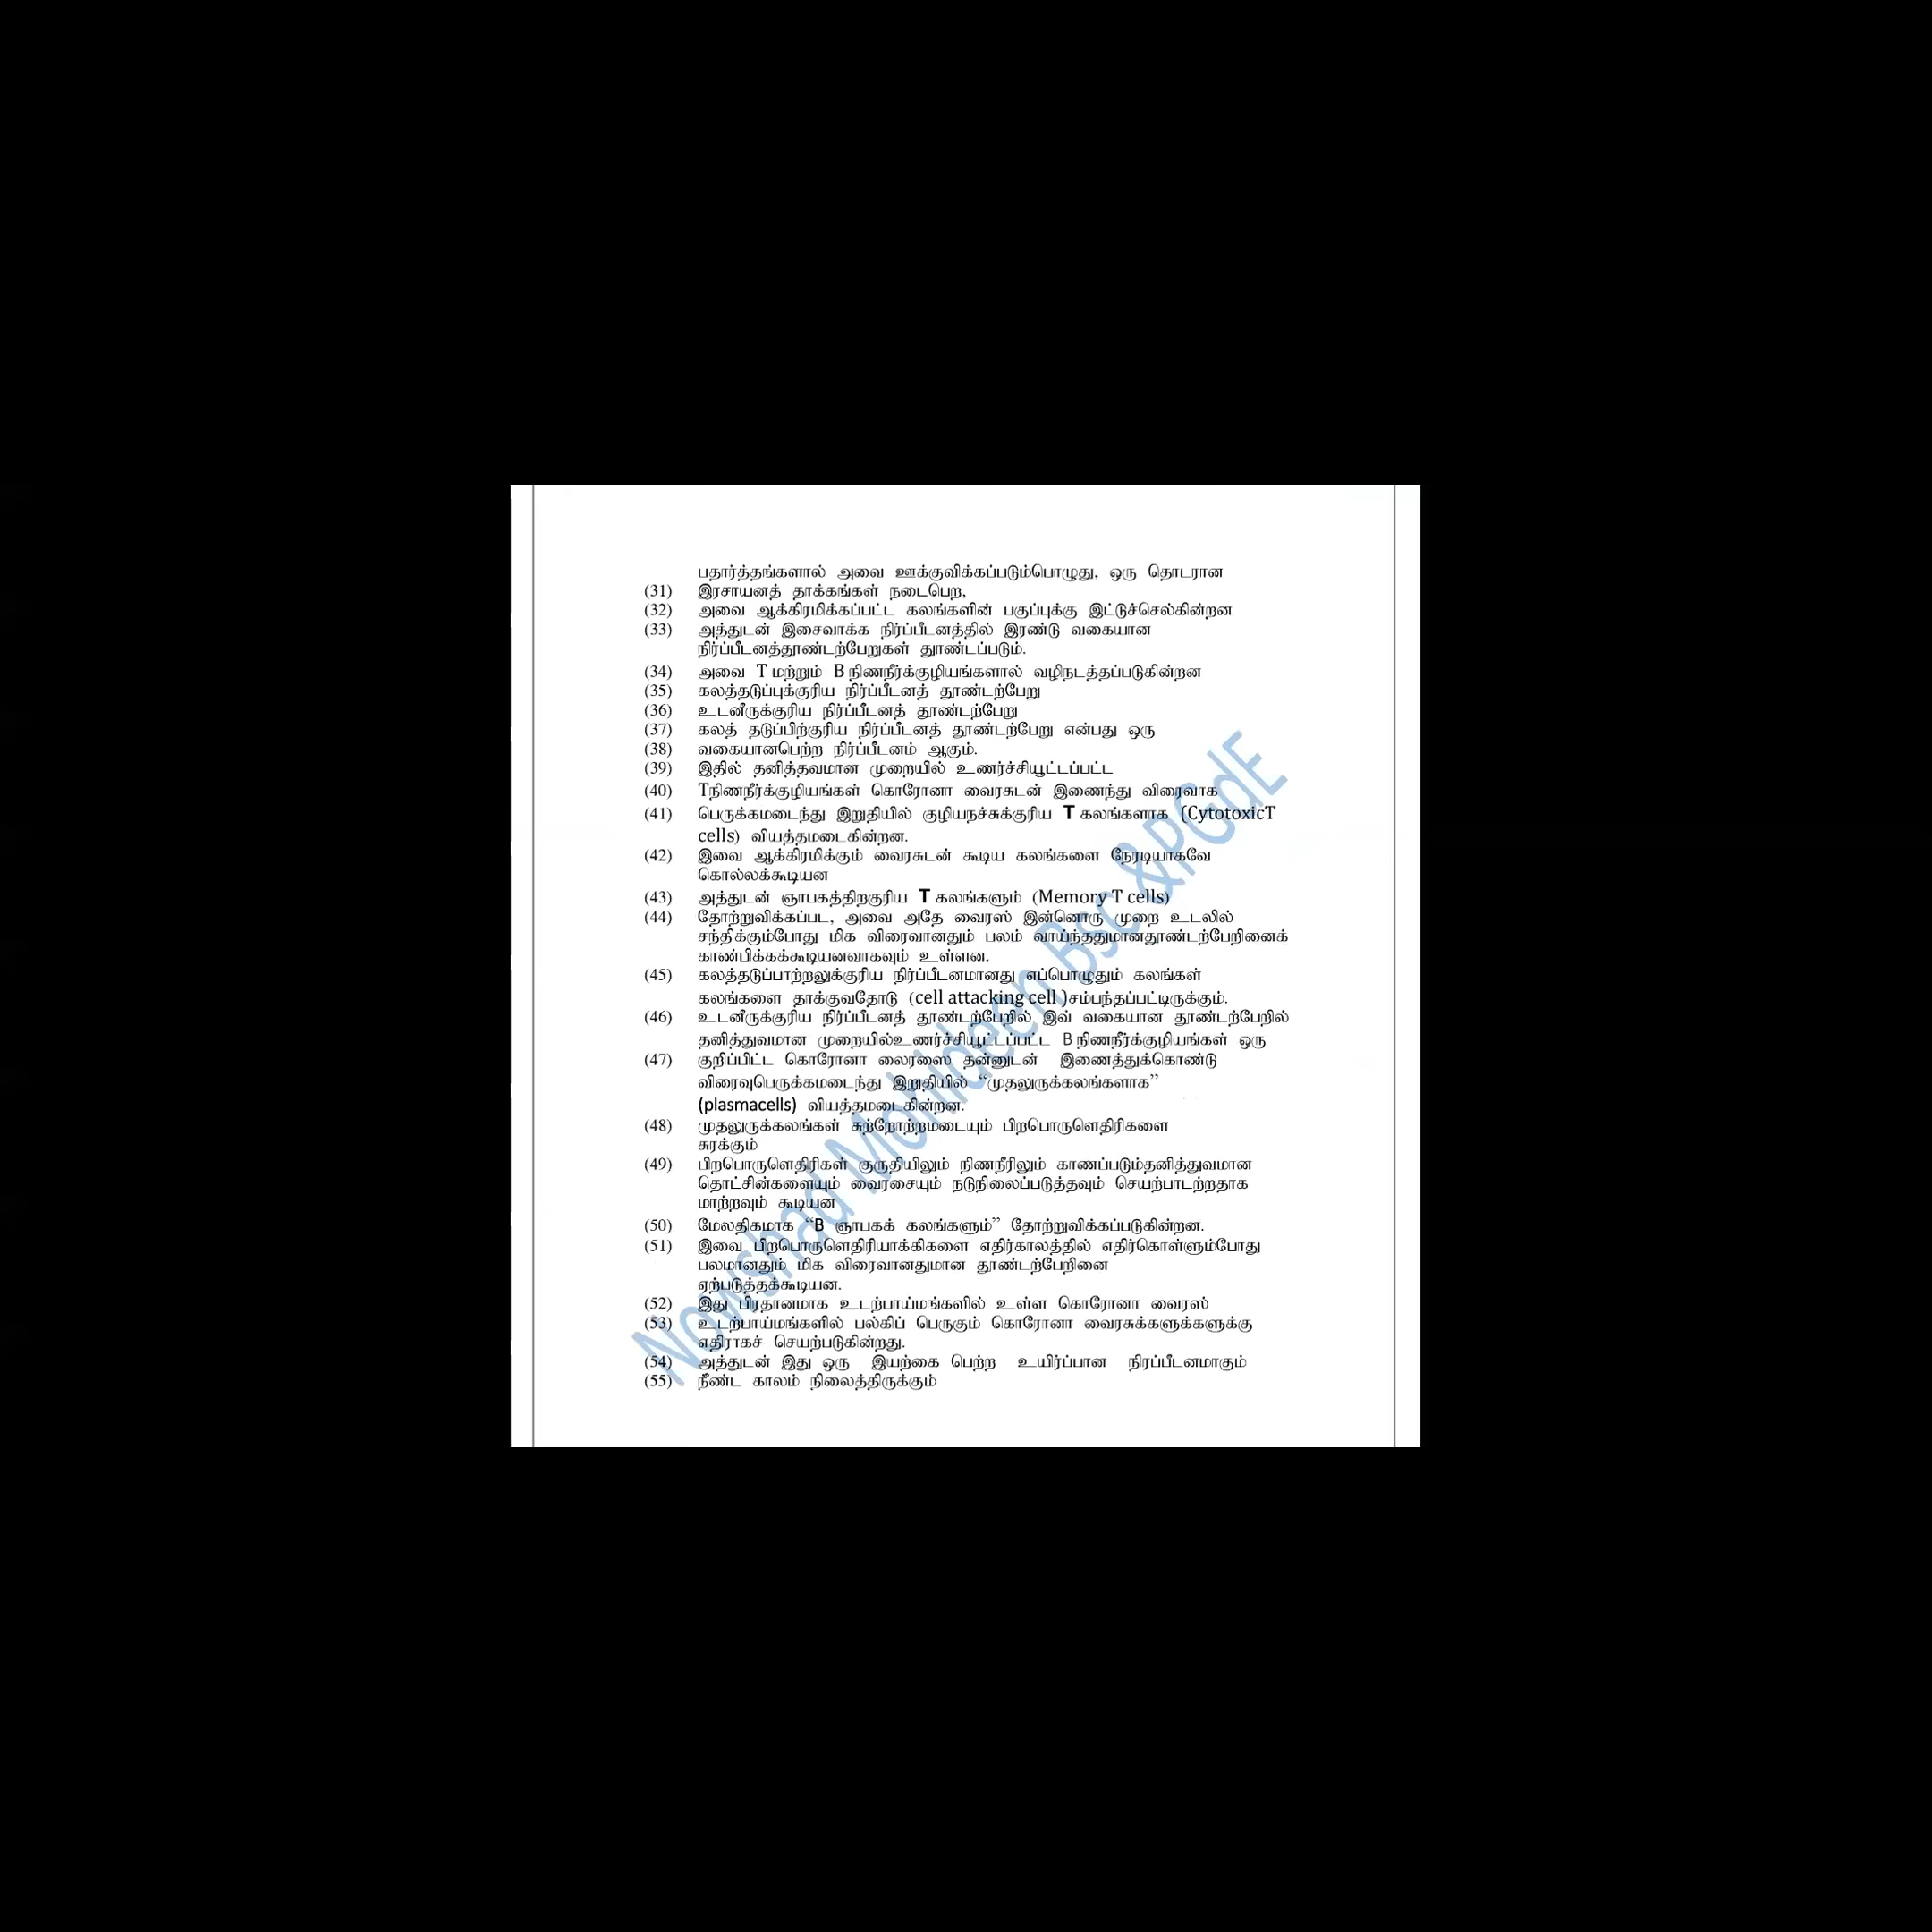 பதார்த்தங்களால் அவை ஊக்குவிக்கப்படும்பொழுது, ஒரு தொடரான
(31) இரசாயனத் தாக்கங்கள் நடைபெற,
(32) அவை ஆக்கிரமிக்கப்பட்ட கலங்களின் பகுப்புக்கு இட்டுச்செல்கின்றன
(33) அத்துடன் இசைவாக்க நிர்ப்பீடனத்தில் இரண்டு வகையான
நிர்ப்பீடனத்தூண்டற்பேறுகள் தூண்டப்படும்.
(34) அவை T மற்றும் B நிணநீர்க்குழியங்களால் வழிநடத்தப்படுகின்றன
(35) கலத்தடுப்புக்குரிய நிர்ப்பீடனத் தூண்டற்பேறு
(36) உடனீருக்குரிய நிர்ப்பீடனத் தூண்டற்பேறு
(37) கலத் தடுப்பிற்குரிய நிர்ப்பீடனத் தூண்டற்பேறு என்பது ஒரு
(38) வகையானபெற்ற நிர்ப்பீடனம் ஆகும்.
(39) இதில் தனித்தவமான முறையில் உணர்ச்சியூட்டப்பட்ட
(40) Tநிணநீர்க்குழியங்கள் கொரோனா வைரசுடன் இணைந்து விரைவாக
(41) பெருக்கமடைந்து இறுதியில் குழியநச்சுக்குரிய T கலங்களாக (CytotoxicT
cells) வியத்தமடைகின்றன.
(42) இவை ஆக்கிரமிக்கும் வைரசுடன் கூடிய கலங்களை நேரடியாகவே
கொல்லக்கூடியன
(43) அத்துடன் ஞாபகத்திறகுரிய T கலங்களும் (Memory T cells)
(44) தோற்றுவிக்கப்பட, அவை அதே வைரஸ் இன்னொரு முறை உடலில்
சந்திக்கும்போது மிக விரைவானதும் பலம் வாய்ந்ததுமானதூண்டற்பேறினைக்
காண்பிக்கக்கூடியனவாகவும் உள்ளன.
(45) கலத்தடுப்பாற்றலுக்குரிய நிர்ப்பீடனமானது எப்பொழுதும் கலங்கள்
கலங்களை தாக்குவதோடு (cell attacking cell )சம்பந்தப்பட்டிருக்கும்.
(46) உடனீருக்குரிய நிர்ப்பீடனத் தூண்டற்பேறில் இவ் வகையான தூண்டற்பேறில்
தனித்துவமான முறையில்உணர்ச்சியூட்டப்பட்ட B நிணநீர்க்குழியங்கள் ஒரு
(47) குறிப்பிட்ட கொரோனா லைரஸை தன்னுடன் இணைத்துக்கொண்டு
விரைவுபெருக்கமடைந்து இறுதியில் “முதலுருக்கலங்களாக”
(plasmacells) வியத்தமடைகின்றன.
(48) முதலுருக்கலங்கள் சுற்றோற்றமடையும் பிறபொருளெதிரிகளை
சுரக்கும்
(49) பிறபொருளெதிரிகள் குருதியிலும் நிணநீரிலும் காணப்படும்தனித்துவமான
தொட்சின்களையும் வைரசையும் நடுநிலைப்படுத்தவும் செயற்பாடற்றதாக
மாற்றவும் கூடியன
(50) மேலதிகமாக “B ஞாபகக் கலங்களும்” தோற்றுவிக்கப்படுகின்றன.
(51) இவை பிறபொருளெதிரியாக்கிகளை எதிர்காலத்தில் எதிர்கொள்ளும்போது
பலமானதும் மிக விரைவானதுமான தூண்டற்பேறினை
ஏற்படுத்தக்கூடியன.
(52) இது பிரதானமாக உடற்பாய்மங்களில் உள்ள கொரோனா வைரஸ்
(53) உடற்பாய்மங்களில் பல்கிப் பெருகும் கொரோனா வைரசுக்களுக்களுக்கு
எதிராகச் செயற்படுகின்றது.
(54) அத்துடன் இது ஒரு இயற்கை பெற்ற உயிர்ப்பான நிரப்பீடனமாகும்
(55) நீண்ட காலம் நிலைத்திருக்கும்
Nowshad Mohideen Bsc &PGdE